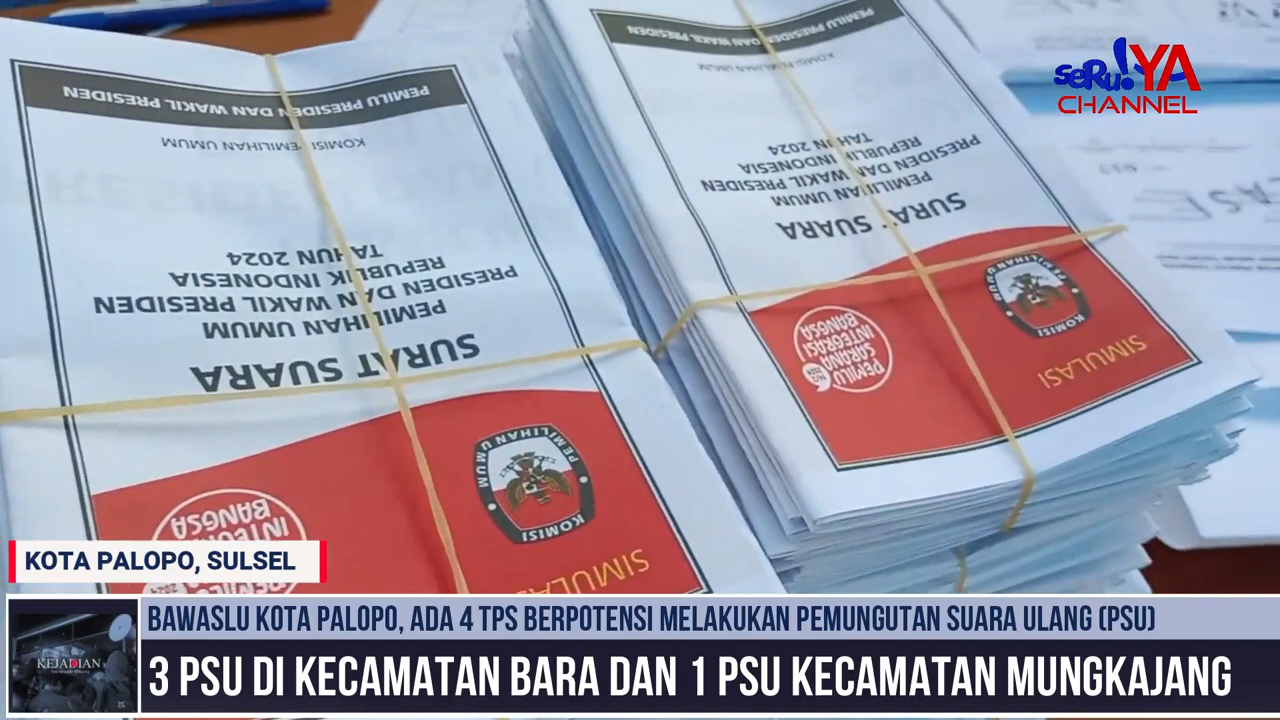 PEMILU PRESIDEN DAN WAKIL PRESIDEN
KOMISI PEMILIHAN UMUM
SURAT SUARA
PEMILIHAN UMUM
PRESIDEN DAN WAKIL PRESIDEN
REPUBLIK INDONESIA
TAHUN 2024
KOMISI
PEMILIHAN UMUM
SIMULASI
PEMILU
INTEGRASI
BANGSA
PEMILU PRESIDEN DAN WAKIL PRESIDEN
KOMISI PEMILIHAN UMUM
SURAT SUARA
PEMILIHAN UMUM
PRESIDEN DAN WAKIL PRESIDEN
REPUBLIK INDONESIA
TAHUN 2024
KOMISI
PEMILIHAN UMUM
SIMULASI
PEMILU
SARANA
INTEGRASI
BANGSA
seRu!YA
CHANNEL
KOTA PALOPO, SULSEL
KEJADIAN
BAWASLU KOTA PALOPO, ADA 4 TPS BERPOTENSI MELAKUKAN PEMUNGUTAN SUARA ULANG (PSU)
3 PSU DI KECAMATAN BARA DAN 1 PSU KECAMATAN MUNGKAJANG